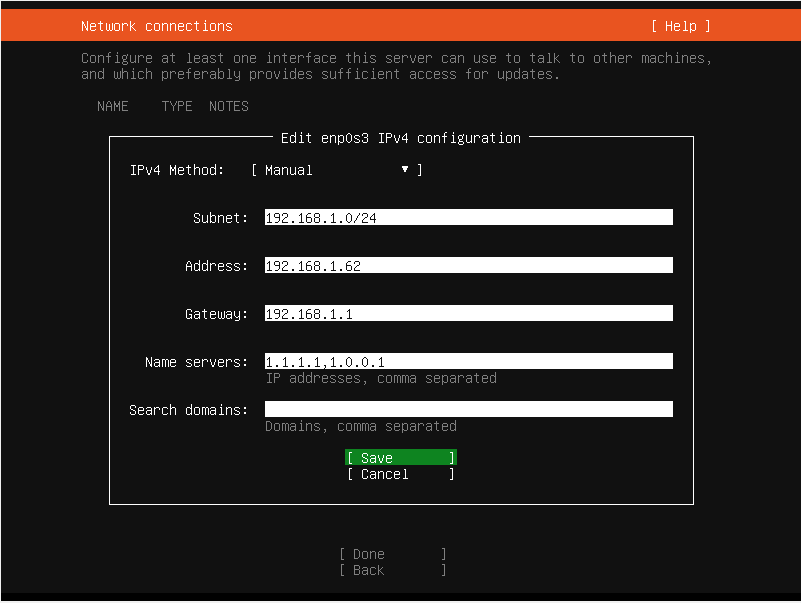 Network connections [ Help ]
Configure at least one interface this server can use to talk to other machines,
and which preferably provides sufficient access for updates.
NAME TYPE NOTES
Edit enp0s3 IPv4 configuration
IPv4 Method: [ Manual ▼ ]
Subnet: 192.168.1.0/24
Address: 192.168.1.62
Gateway: 192.168.1.1
Name servers: 1.1.1.1,1.0.0.1
IP addresses, comma separated
Search domains:
Domains, comma separated
[ Save ]
[ Cancel ]
[ Done ]
[ Back ]